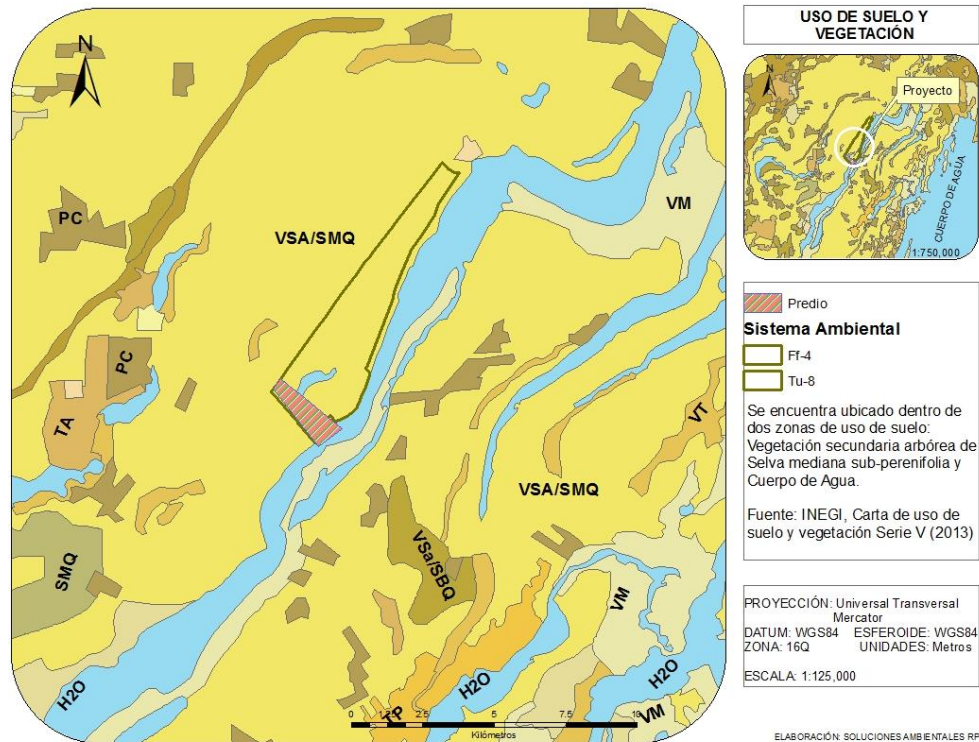 N
PC
VSA/SMQ
VM
PC
TA
VT
VSA/SMQ
VSa/SBQ
SMQ
VM
H2O
H2O
H2O
TP
VM
0 1.25 2.5 5 7.5 10
Kilómetros
USO DE SUELO Y
VEGETACIÓN
N
Proyecto
CUERPO DE AGUA
1:750,000
Predio
Sistema Ambiental
Ff-4
Tu-8
Se encuentra ubicado dentro de
dos zonas de uso de suelo:
Vegetación secundaria arbórea de
Selva mediana sub-perenifolia y
Cuerpo de Agua.
Fuente: INEGI, Carta de uso de
suelo y vegetación Serie V (2013)
PROYECCIÓN: Universal Transversal
Mercator
DATUM: WGS84 ESFEROIDE: WGS84
ZONA: 16Q UNIDADES: Metros
ESCALA: 1:125,000
ELABORACIÓN: SOLUCIONES AMBIENTALES